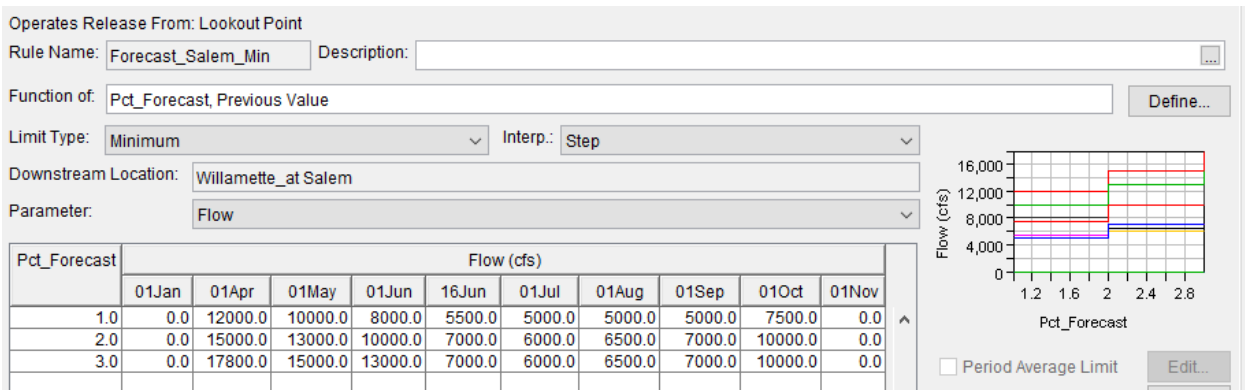 Operates Release From: Lookout Point
Rule Name: Forecast_Salem_Min Description: ...
Function of: Pct_Forecast, Previous Value Define...
Limit Type: Minimum Interp.: Step
Downstream Location: Willamette_at Salem
Parameter: Flow
Pct_Forecast Flow (cfs)
01Jan 01Apr 01May 01Jun 16Jun 01Jul 01Aug 01Sep 01Oct 01Nov
1.0 0.0 12000.0 10000.0 8000.0 5500.0 5000.0 5000.0 5000.0 7500.0 0.0
2.0 0.0 15000.0 13000.0 10000.0 7000.0 6000.0 6500.0 7000.0 10000.0 0.0
3.0 0.0 17800.0 15000.0 13000.0 7000.0 6000.0 6500.0 7000.0 10000.0 0.0
Flow (cfs)
16,000
12,000
8,000
4,000
0
1.2 1.6 2 2.4 2.8
Pct_Forecast
Period Average Limit Edit...